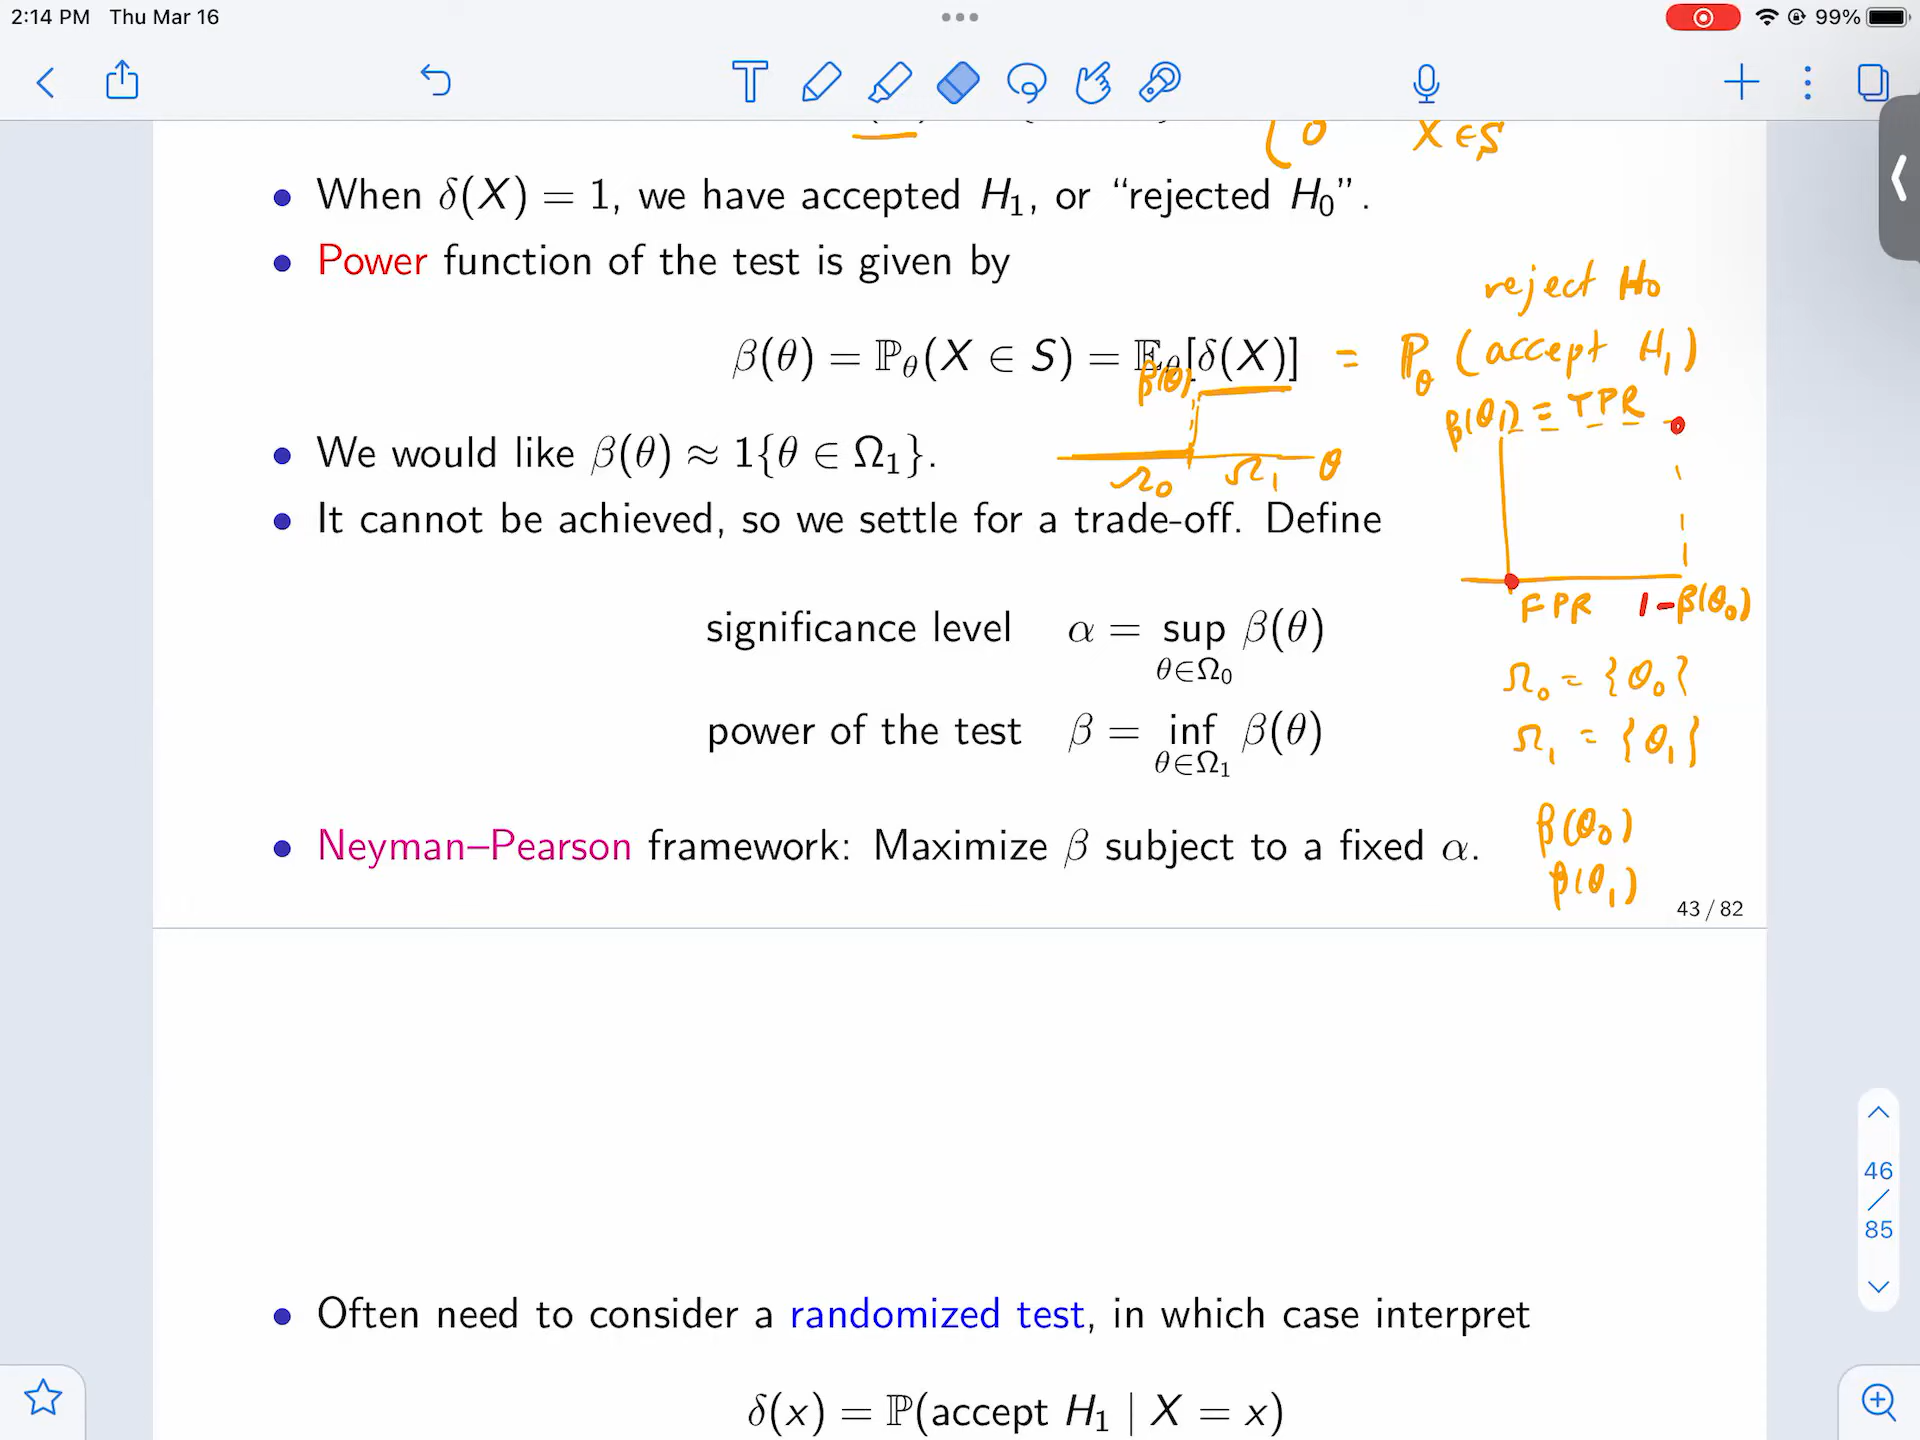 2:14 PM Thu Mar 16
99%
0 X ∈ S
• When δ(X) = 1, we have accepted H₁, or “rejected H₀”.
• Power function of the test is given by
reject H₀
β(θ) = ℙ_θ(X ∈ S) = 𝔼_θ[δ(X)] = ℙ_θ (accept H₁)
β(θ)
β(θ₁) = TPR
• We would like β(θ) ≈ 1{θ ∈ Ω₁}.
Ω₀ Ω₁ θ
• It cannot be achieved, so we settle for a trade-off. Define
FPR 1-β(θ₀)
significance level α = sup β(θ)
θ∈Ω₀
Ω₀ = {θ₀}
power of the test β = inf β(θ)
θ∈Ω₁
Ω₁ = {θ₁}
• Neyman–Pearson framework: Maximize β subject to a fixed α.
β(θ₀)
β(θ₁)
43 / 82
46
/
85
• Often need to consider a randomized test, in which case interpret
δ(x) = ℙ(accept H₁ | X = x)